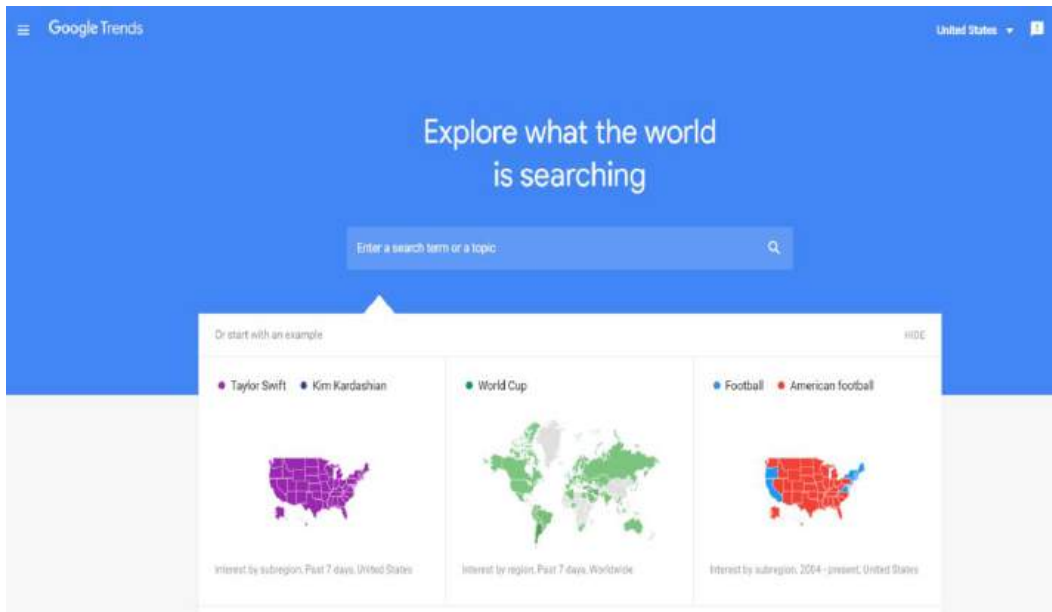 Google Trends
United States
Explore what the world
is searching
Enter a search term or a topic
Or start with an example
HIDE
Taylor Swift Kim Kardashian
World Cup
Football American football
Interest by subregion, Past 7 days, United States
Interest by region, Past 7 days, Worldwide
Interest by subregion, 2004 - present, United States